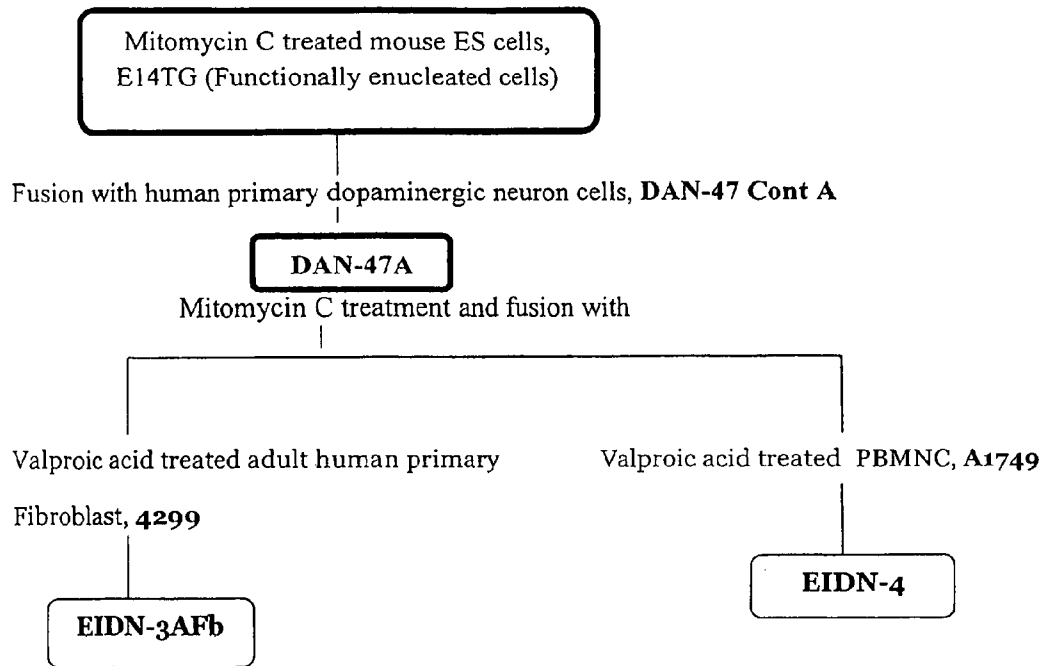 Mitomycin C treated mouse ES cells,
E14TG (Functionally enucleated cells)
Fusion with human primary dopaminergic neuron cells, DAN-47 Cont A
DAN-47A
Mitomycin C treatment and fusion with
Valproic acid treated adult human primary
Fibroblast, 4299
Valproic acid treated PBMNC, A1749
EIDN-3AFb
EIDN-4